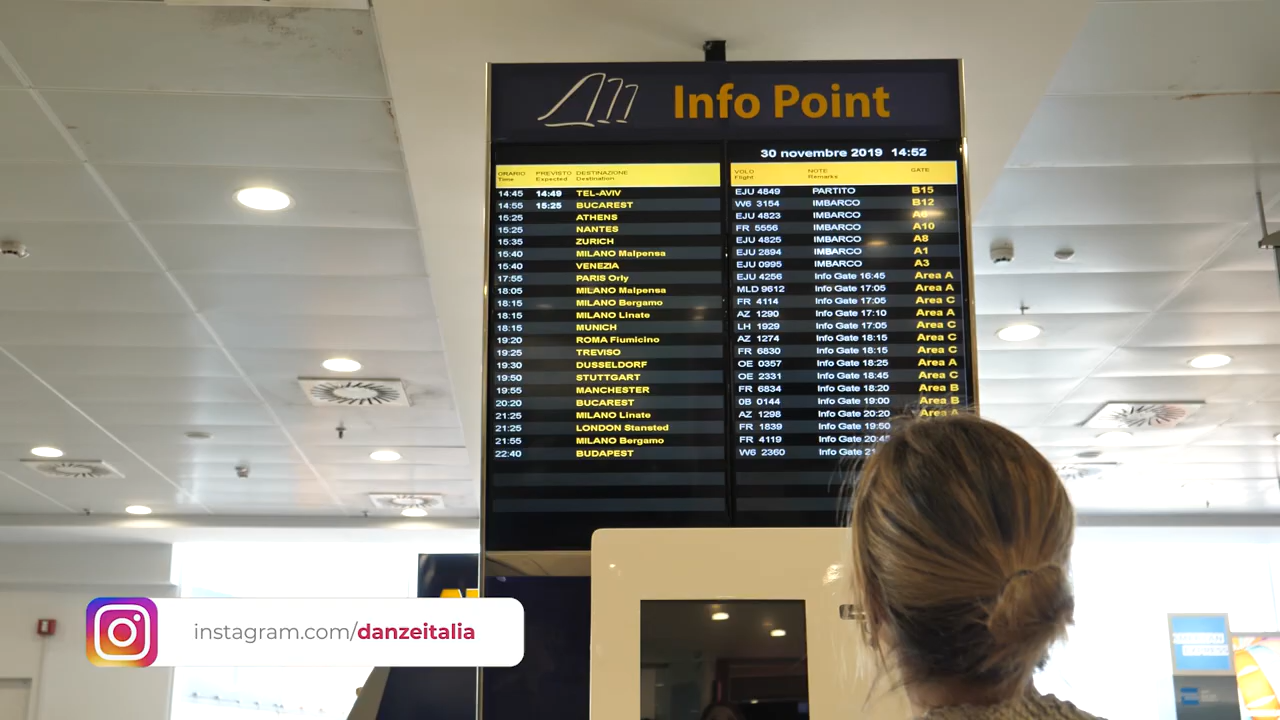 Info Point
30 novembre 2019 14:52
ORARIO PREVISTO DESTINAZIONE VOLO NOTE GATE
Time Expected Destination Flight Remarks
14:45 14:49 TEL-AVIV EJU 4849 PARTITO B15
14:55 15:25 BUCAREST W6 3154 IMBARCO B12
15:25 ATHENS EJU 4823 IMBARCO
15:25 NANTES FR 5556 IMBARCO A10
15:35 ZURICH EJU 4825 IMBARCO A8
15:40 MILANO Malpensa EJU 2894 IMBARCO A1
15:40 VENEZIA EJU 0995 IMBARCO A3
17:55 PARIS Orly EJU 4256 Info Gate 16:45 Area A
18:05 MILANO Malpensa MLD 9612 Info Gate 17:05 Area A
18:15 MILANO Bergamo FR 4114 Info Gate 17:05 Area C
18:15 MILANO Linate AZ 1290 Info Gate 17:10 Area A
18:15 MUNICH LH 1929 Info Gate 17:05 Area C
19:20 ROMA Fiumicino AZ 1274 Info Gate 18:15 Area C
19:25 TREVISO FR 6830 Info Gate 18:15 Area C
19:30 DUSSELDORF OE 0357 Info Gate 18:25 Area A
19:50 STUTTGART OE 2331 Info Gate 18:45 Area C
19:55 MANCHESTER FR 6834 Info Gate 18:20 Area B
20:20 BUCAREST 0B 0144 Info Gate 19:00 Area B
21:25 MILANO Linate AZ 1298 Info Gate 20:20 Area A
21:25 LONDON Stansted FR 1839 Info Gate 19:50
21:55 MILANO Bergamo FR 4119 Info Gate
22:40 BUDAPEST W6 2360 Info Gate
instagram.com/danzeitalia
AMERICAN
EXPRESS